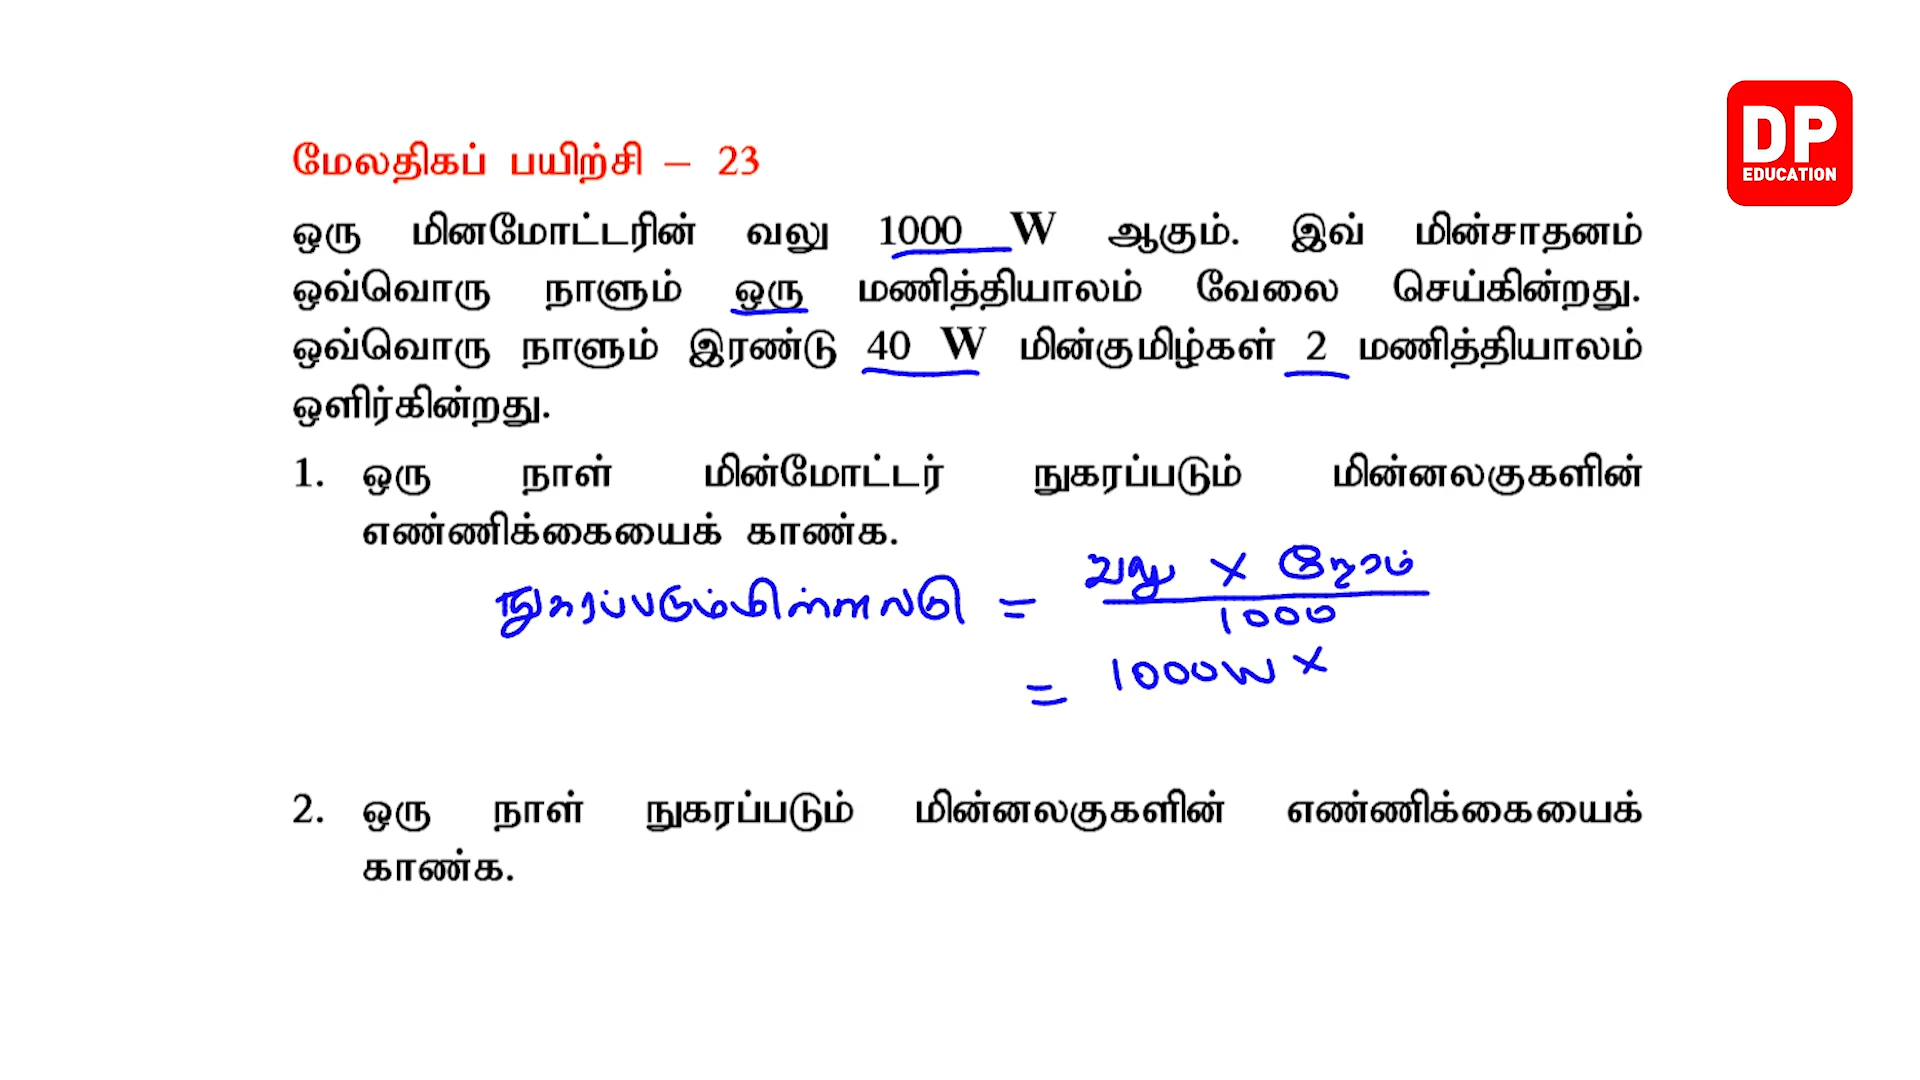 DP
EDUCATION
மேலதிகப் பயிற்சி – 23
ஒரு மினமோட்டரின் வலு 1000 W ஆகும். இவ் மின்சாதனம்
ஒவ்வொரு நாளும் ஒரு மணித்தியாலம் வேலை செய்கின்றது.
ஒவ்வொரு நாளும் இரண்டு 40 W மின்குமிழ்கள் 2 மணித்தியாலம்
ஒளிர்கின்றது.
1. ஒரு நாள் மின்மோட்டர் நுகரப்படும் மின்னலகுகளின்
எண்ணிக்கையைக் காண்க.
நுகரப்படும்மின்னலகு = வலு × நேரம்
1000
= 1000W ×
2. ஒரு நாள் நுகரப்படும் மின்னலகுகளின் எண்ணிக்கையைக்
காண்க.